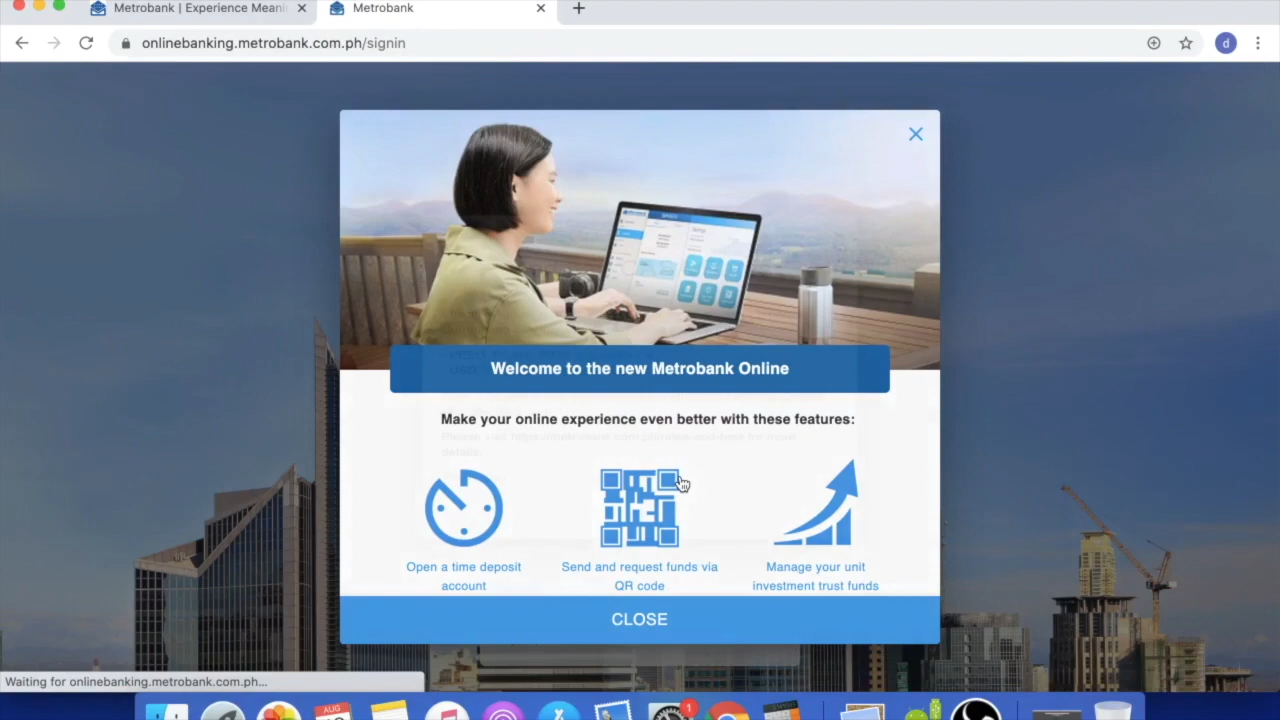 Metrobank | Experience Meani
Metrobank
onlinebanking.metrobank.com.ph/signin
d
Welcome to the new Metrobank Online
Make your online experience even better with these features:
Open a time deposit
account
Send and request funds via
QR code
Manage your unit
investment trust funds
CLOSE
Waiting for onlinebanking.metrobank.com.ph...
AUG
1